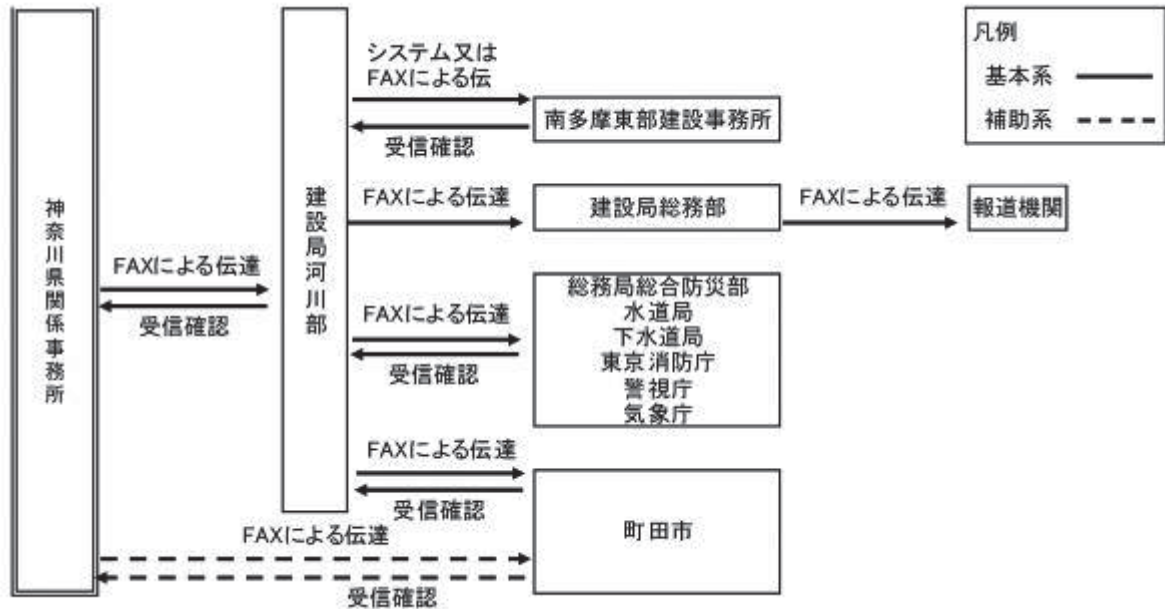 神奈川県関係事務所
FAXによる伝達
受信確認
建設局河川部
システム又は
FAXによる伝
受信確認
南多摩東部建設事務所
FAXによる伝達
建設局総務部
FAXによる伝達
報道機関
FAXによる伝達
受信確認
総務局総合防災部
水道局
下水道局
東京消防庁
警視庁
気象庁
FAXによる伝達
受信確認
町田市
FAXによる伝達
受信確認
凡例
基本系
補助系